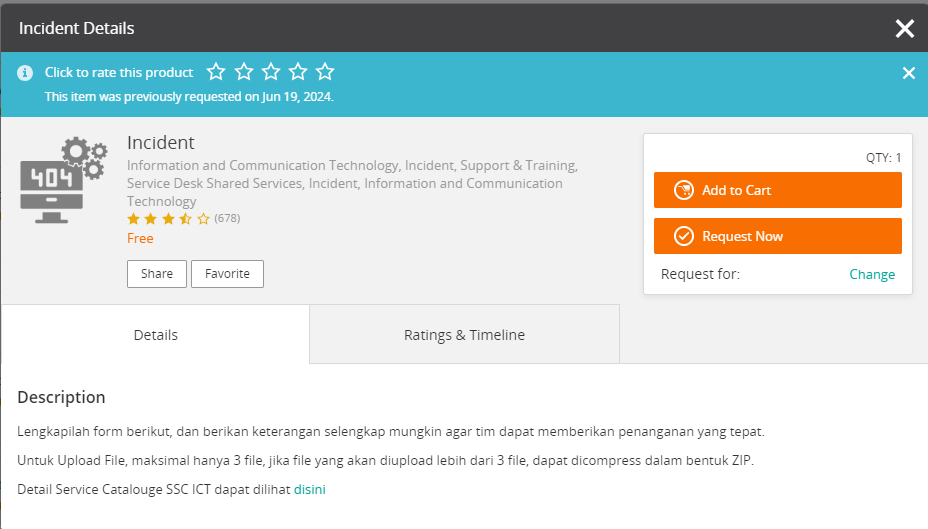 Incident Details
Click to rate this product
This item was previously requested on Jun 19, 2024.
404
Incident
Information and Communication Technology, Incident, Support & Training,
Service Desk Shared Services, Incident, Information and Communication
Technology
(678)
Free
Share
Favorite
QTY: 1
Add to Cart
Request Now
Request for:
Change
Details
Ratings & Timeline
Description
Lengkapilah form berikut, dan berikan keterangan selengkap mungkin agar tim dapat memberikan penanganan yang tepat.
Untuk Upload File, maksimal hanya 3 file, jika file yang akan diupload lebih dari 3 file, dapat dicompress dalam bentuk ZIP.
Detail Service Catalouge SSC ICT dapat dilihat disini